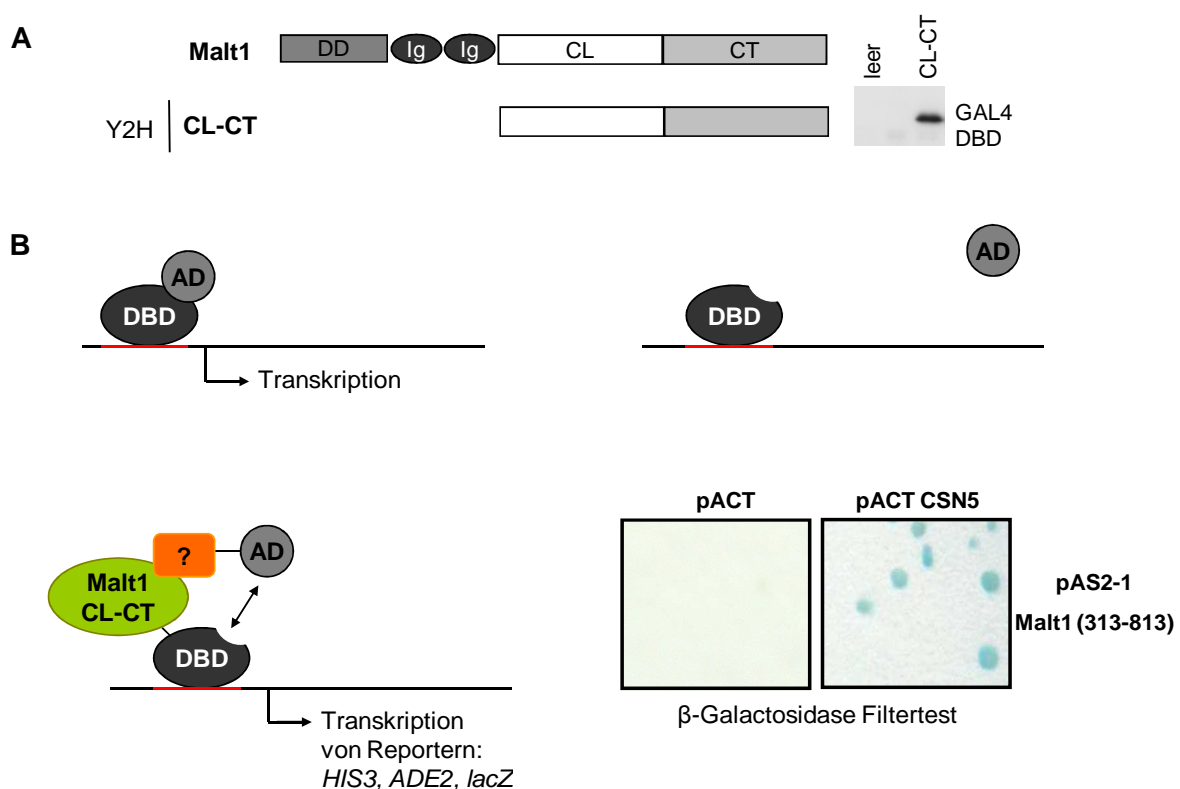 A
Malt1
DD
Ig
Ig
CL
CT
leer
CL-CT
Y2H
CL-CT
GAL4
DBD
B
AD
DBD
Transkription
AD
DBD
?
AD
Malt1
CL-CT
DBD
Transkription
von Reportern:
HIS3, ADE2, lacZ
pACT
pACT CSN5
pAS2-1
Malt1 (313-813)
β-Galactosidase Filtertest